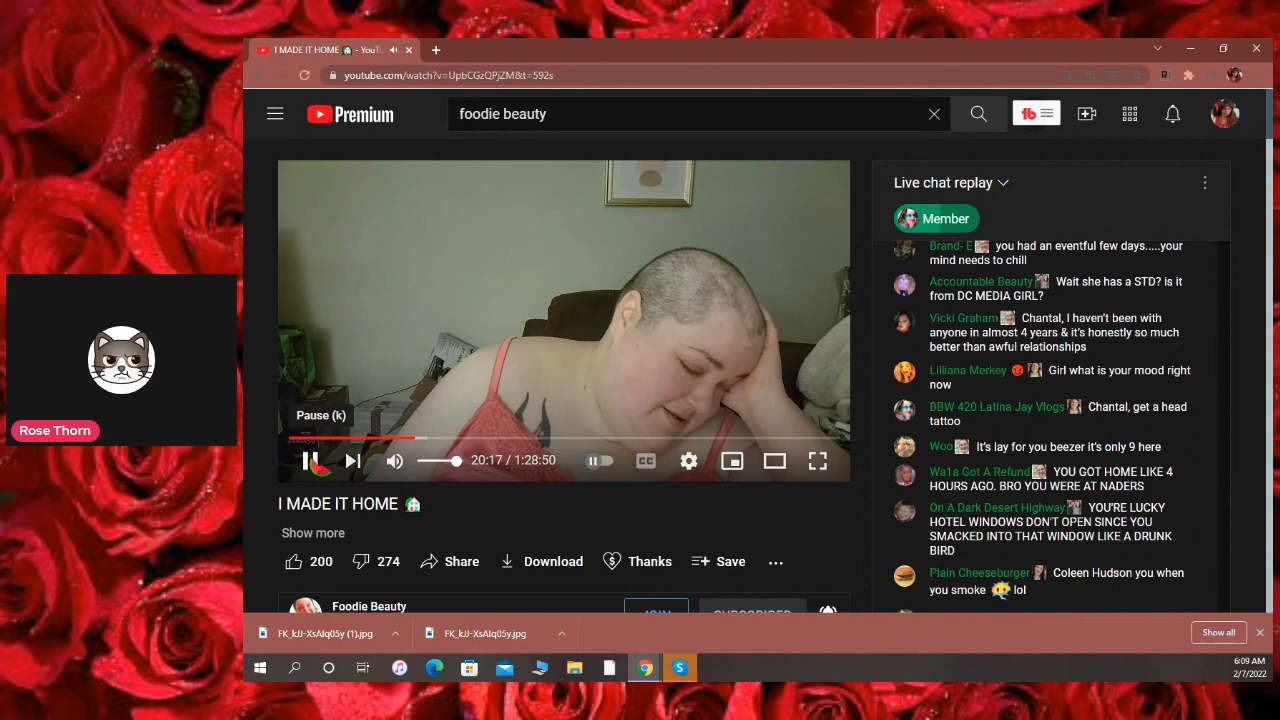 I MADE IT HOME 🏠 - YouTu
youtube.com/watch?v=UpbCGzQPjZM&t=592s
Premium
foodie beauty
Live chat replay
Member
Brand- E you had an eventful few days.....your
mind needs to chill
Accountable Beauty Wait she has a STD? is it
from DC MEDIA GIRL?
Vicki Graham Chantal, I haven't been with
anyone in almost 4 years & it's honestly so much
better than awful relationships
Lilliana Merkey Girl what is your mood right
now
BBW 420 Latina Jay Vlogs Chantal, get a head
tattoo
Woo It's lay for you beezer it's only 9 here
Wa1a Got A Refund YOU GOT HOME LIKE 4
HOURS AGO. BRO YOU WERE AT NADERS
On A Dark Desert Highway YOU'RE LUCKY
HOTEL WINDOWS DON'T OPEN SINCE YOU
SMACKED INTO THAT WINDOW LIKE A DRUNK
BIRD
Plain Cheeseburger Coleen Hudson you when
you smoke lol
Pause (k)
20:17 / 1:28:50
CC
I MADE IT HOME 🏠
Show more
200
274
Share
Download
Thanks
Save
Foodie Beauty
JOIN
SUBSCRIBED
Rose Thorn
FK_kJJ-XsAIq05y (1).jpg
FK_kJJ-XsAIq05y.jpg
Show all
6:09 AM
2/7/2022